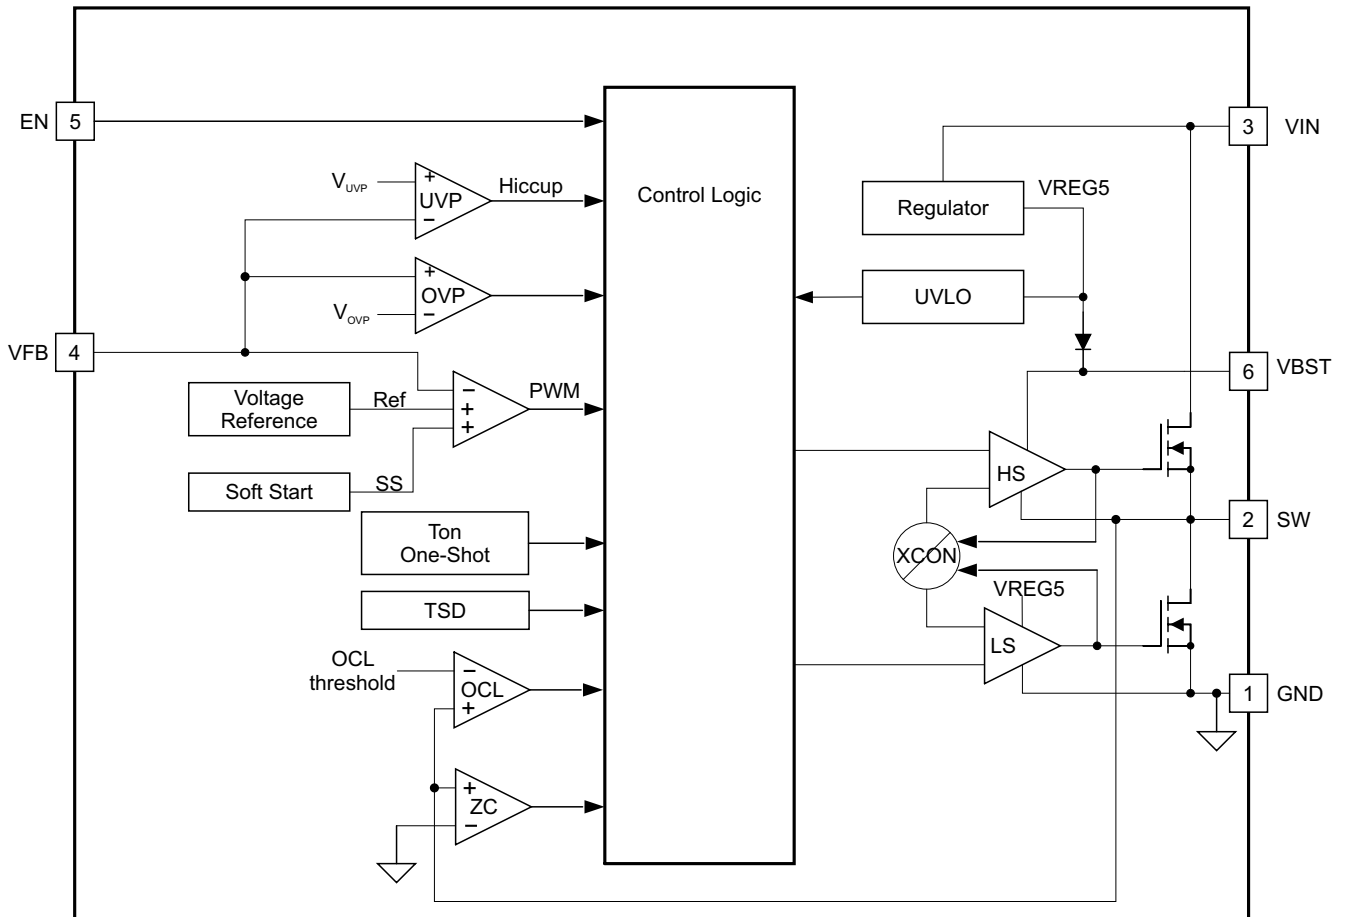 EN 5
3 VIN
VUVP + UVP − Hiccup
Control Logic
VREG5
Regulator
+ OVP −
VOVP
UVLO
VFB 4
6 VBST
Voltage
Reference
Ref
− + +
PWM
Soft Start
SS
HS
2 SW
Ton
One-Shot
XCON
VREG5
TSD
LS
OCL
threshold
− OCL +
1 GND
+ ZC −